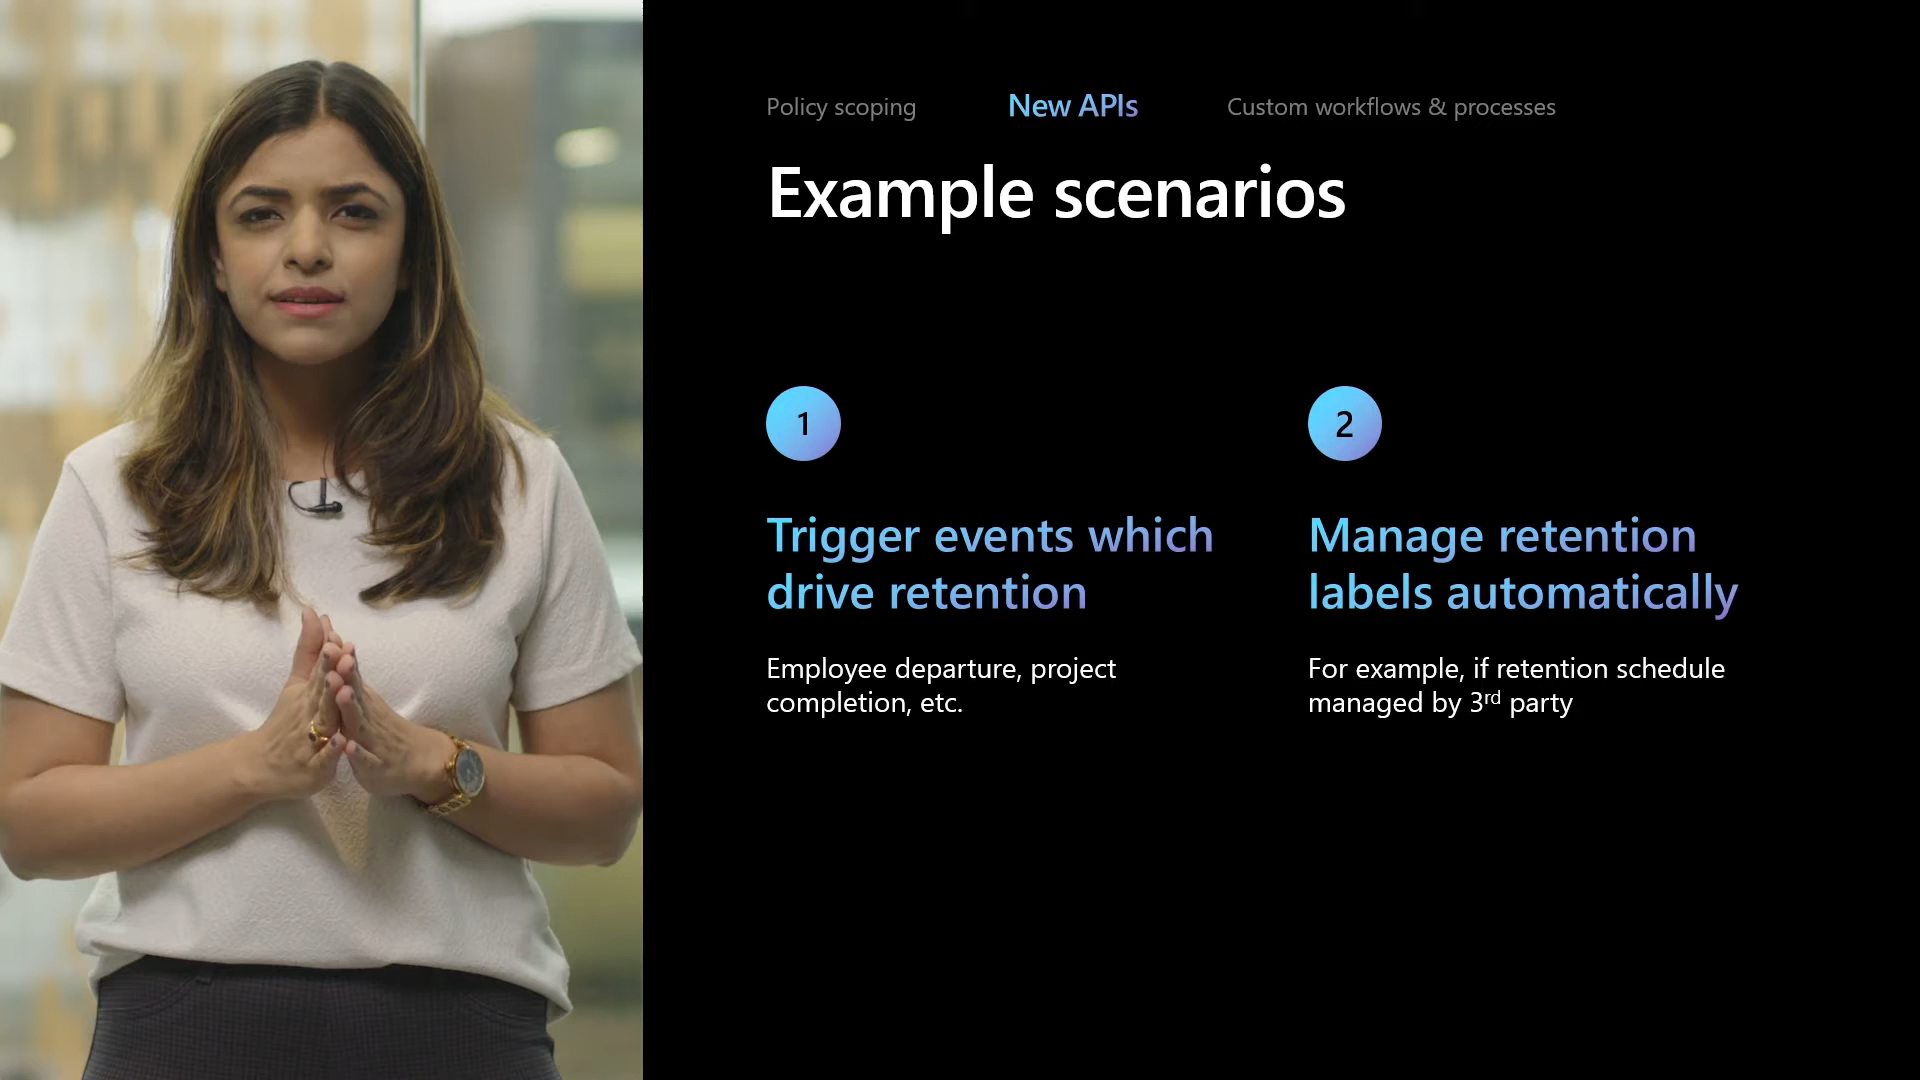 Policy scoping
New APIs
Custom workflows & processes
Example scenarios
1
Trigger events which
drive retention
Employee departure, project
completion, etc.
2
Manage retention
labels automatically
For example, if retention schedule
managed by 3rd party